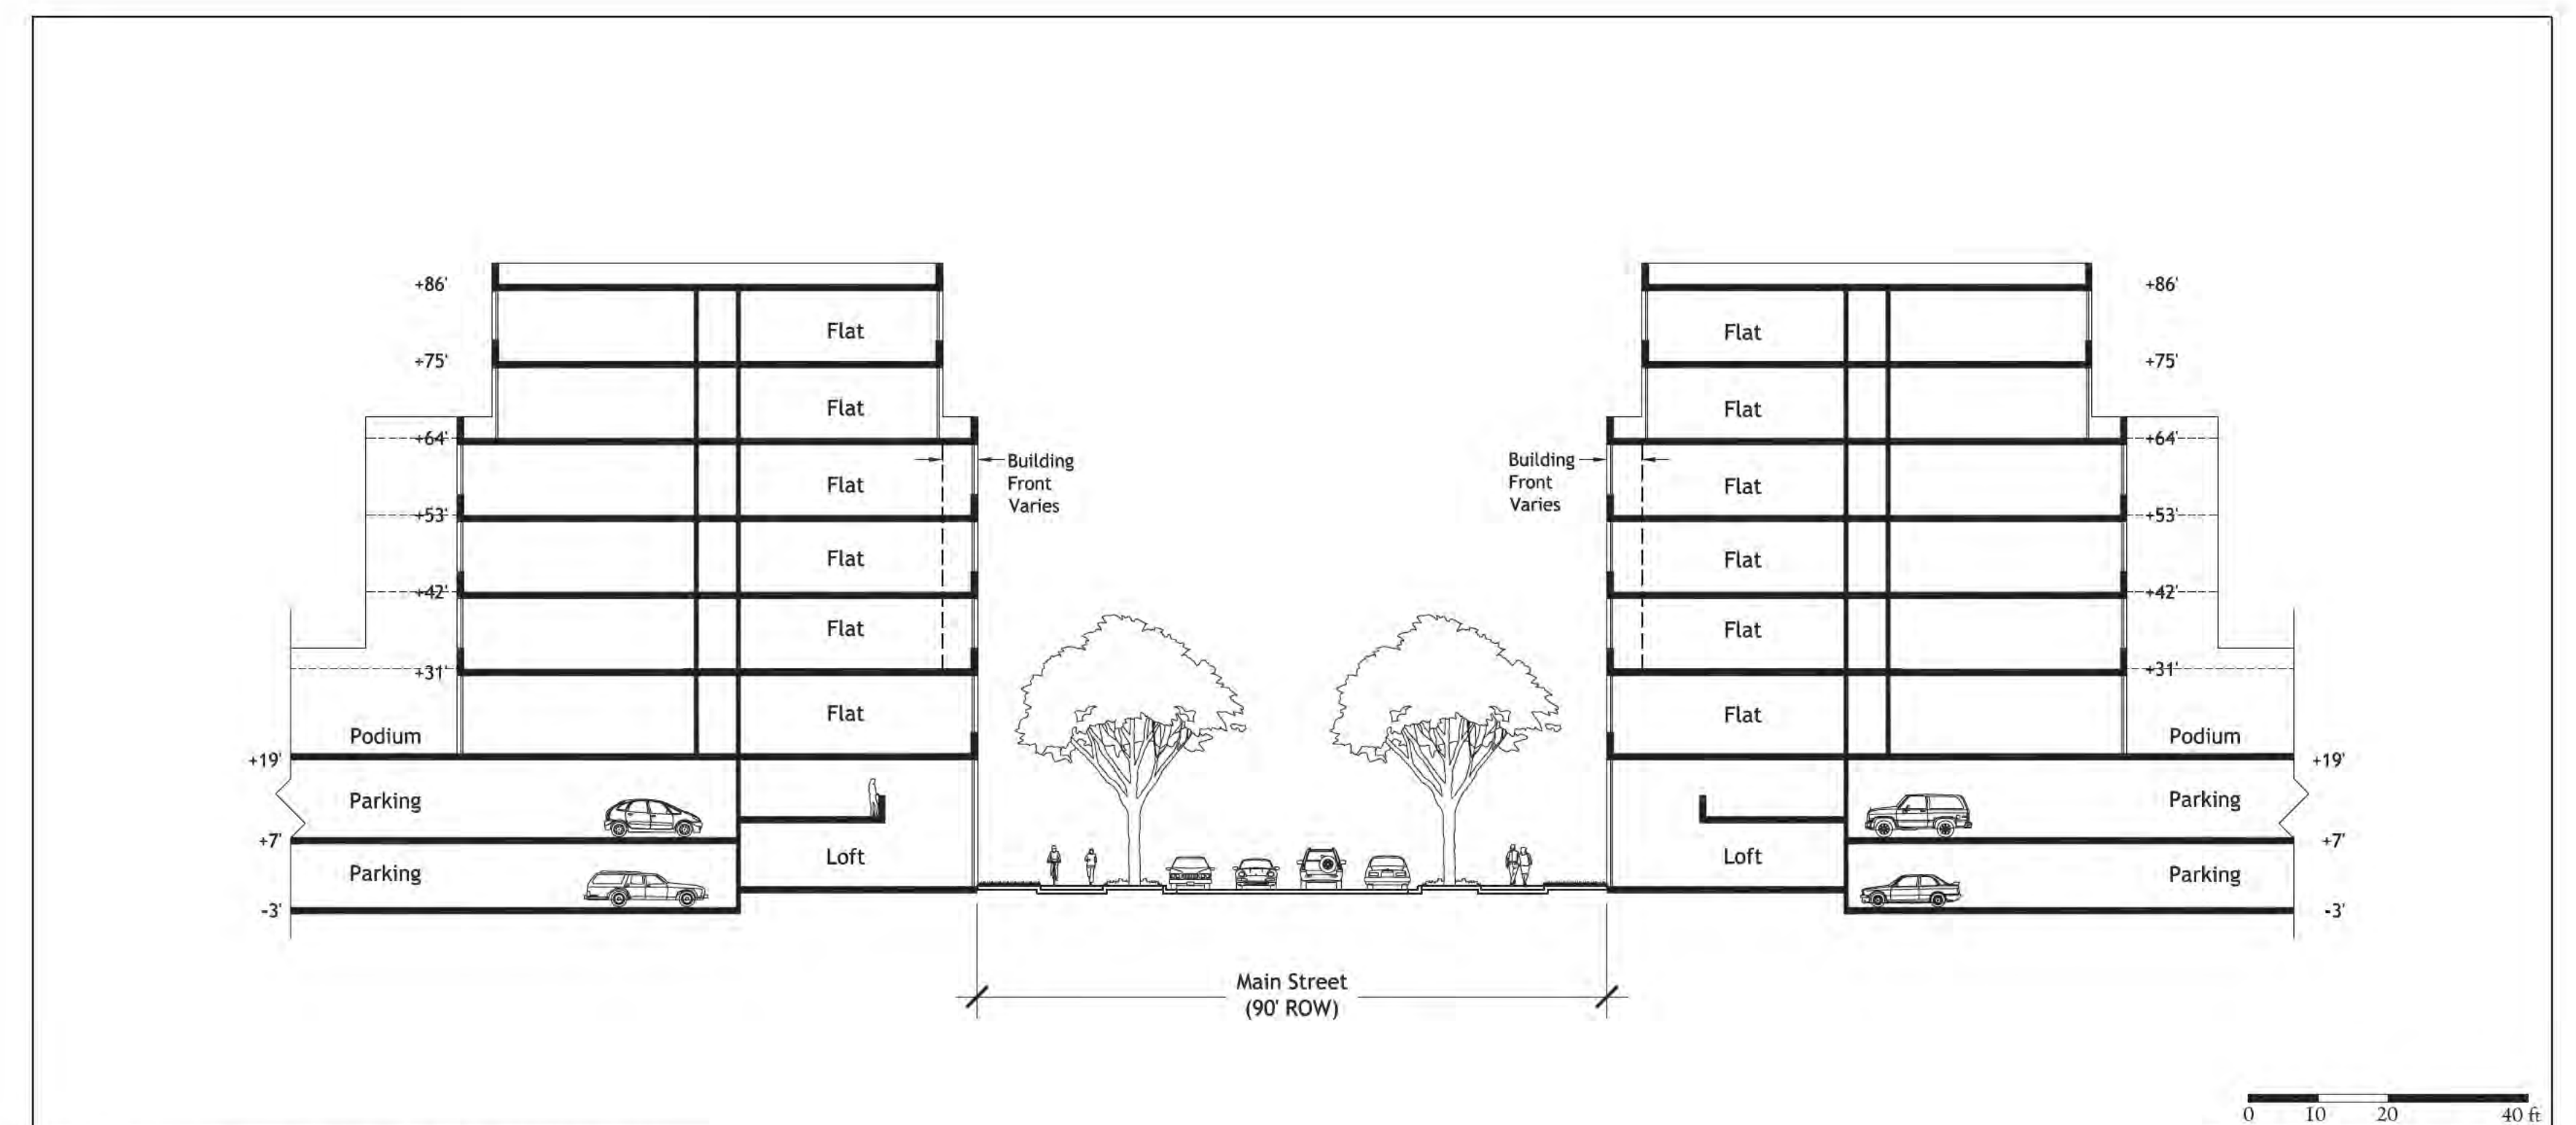 +86'
+86'
Flat
Flat
+75'
+75'
Flat
Flat
+64'
+64'
Building
Front
Varies
Building
Front
Varies
Flat
Flat
+53'
+53'
Flat
Flat
+42'
+42'
Flat
Flat
+31'
+31'
Flat
Flat
Podium
Podium
+19'
+19'
Parking
Parking
+7'
+7'
Loft
Loft
Parking
Parking
-3'
-3'
Main Street
(90' ROW)
0 10 20 40 ft